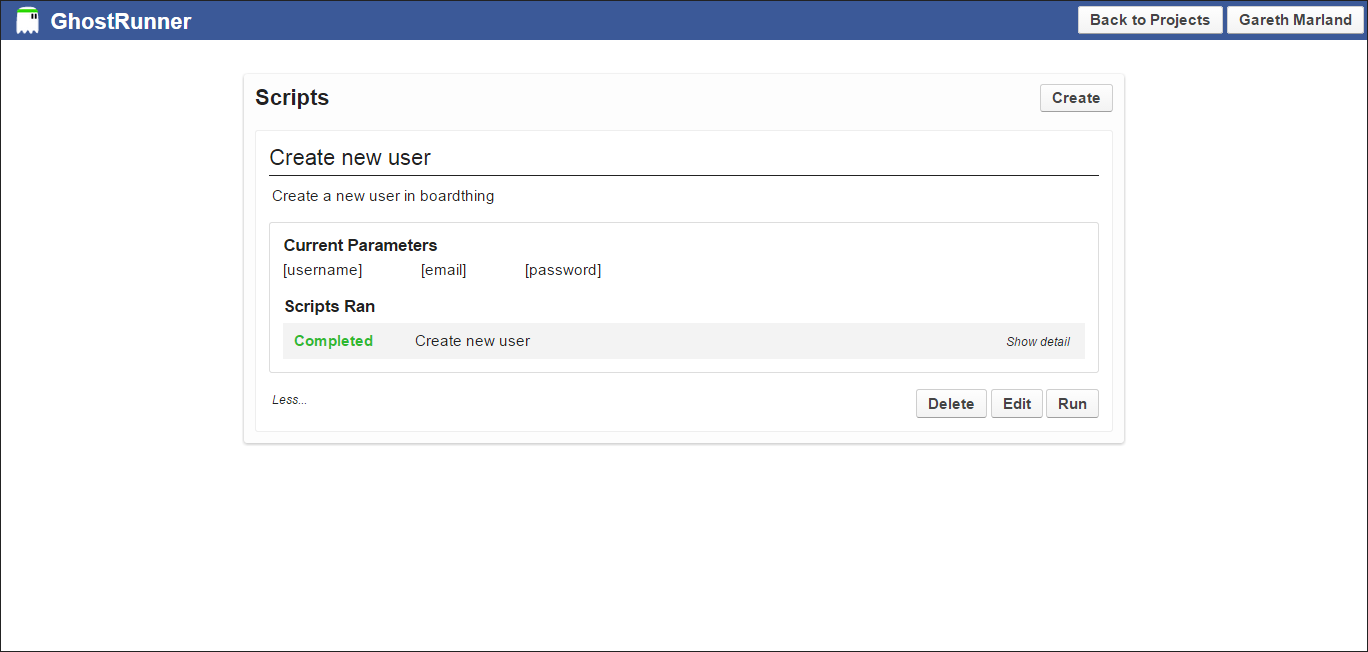 GhostRunner Back to Projects Gareth Marland
Scripts Create
Create new user
Create a new user in boardthing
Current Parameters
[username] [email] [password]
Scripts Ran
Completed Create new user Show detail
Less... Delete Edit Run